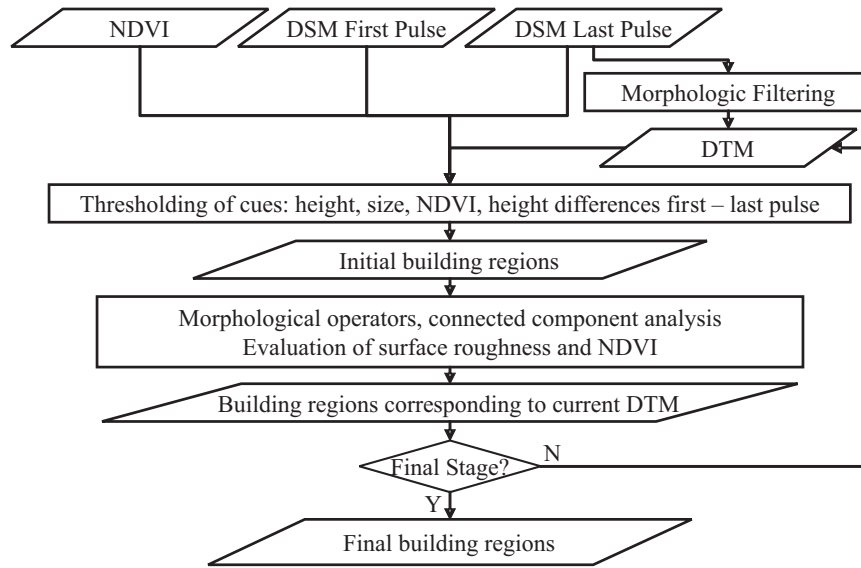 NDVI
DSM First Pulse
DSM Last Pulse
Morphologic Filtering
DTM
Thresholding of cues: height, size, NDVI, height differences first – last pulse
Initial building regions
Morphological operators, connected component analysis
Evaluation of surface roughness and NDVI
Building regions corresponding to current DTM
Final Stage?
N
Y
Final building regions